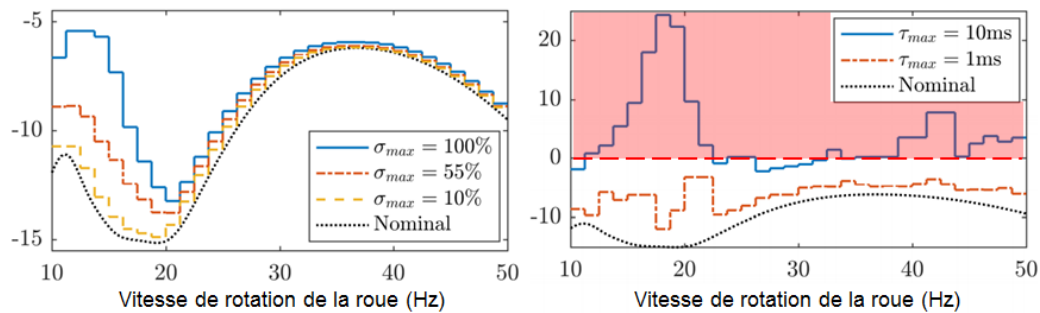 -5
-10
-15
σmax = 100%
σmax = 55%
σmax = 10%
Nominal
10 20 30 40 50
Vitesse de rotation de la roue (Hz)
20
10
0
-10
τmax = 10ms
τmax = 1ms
Nominal
10 20 30 40 50
Vitesse de rotation de la roue (Hz)